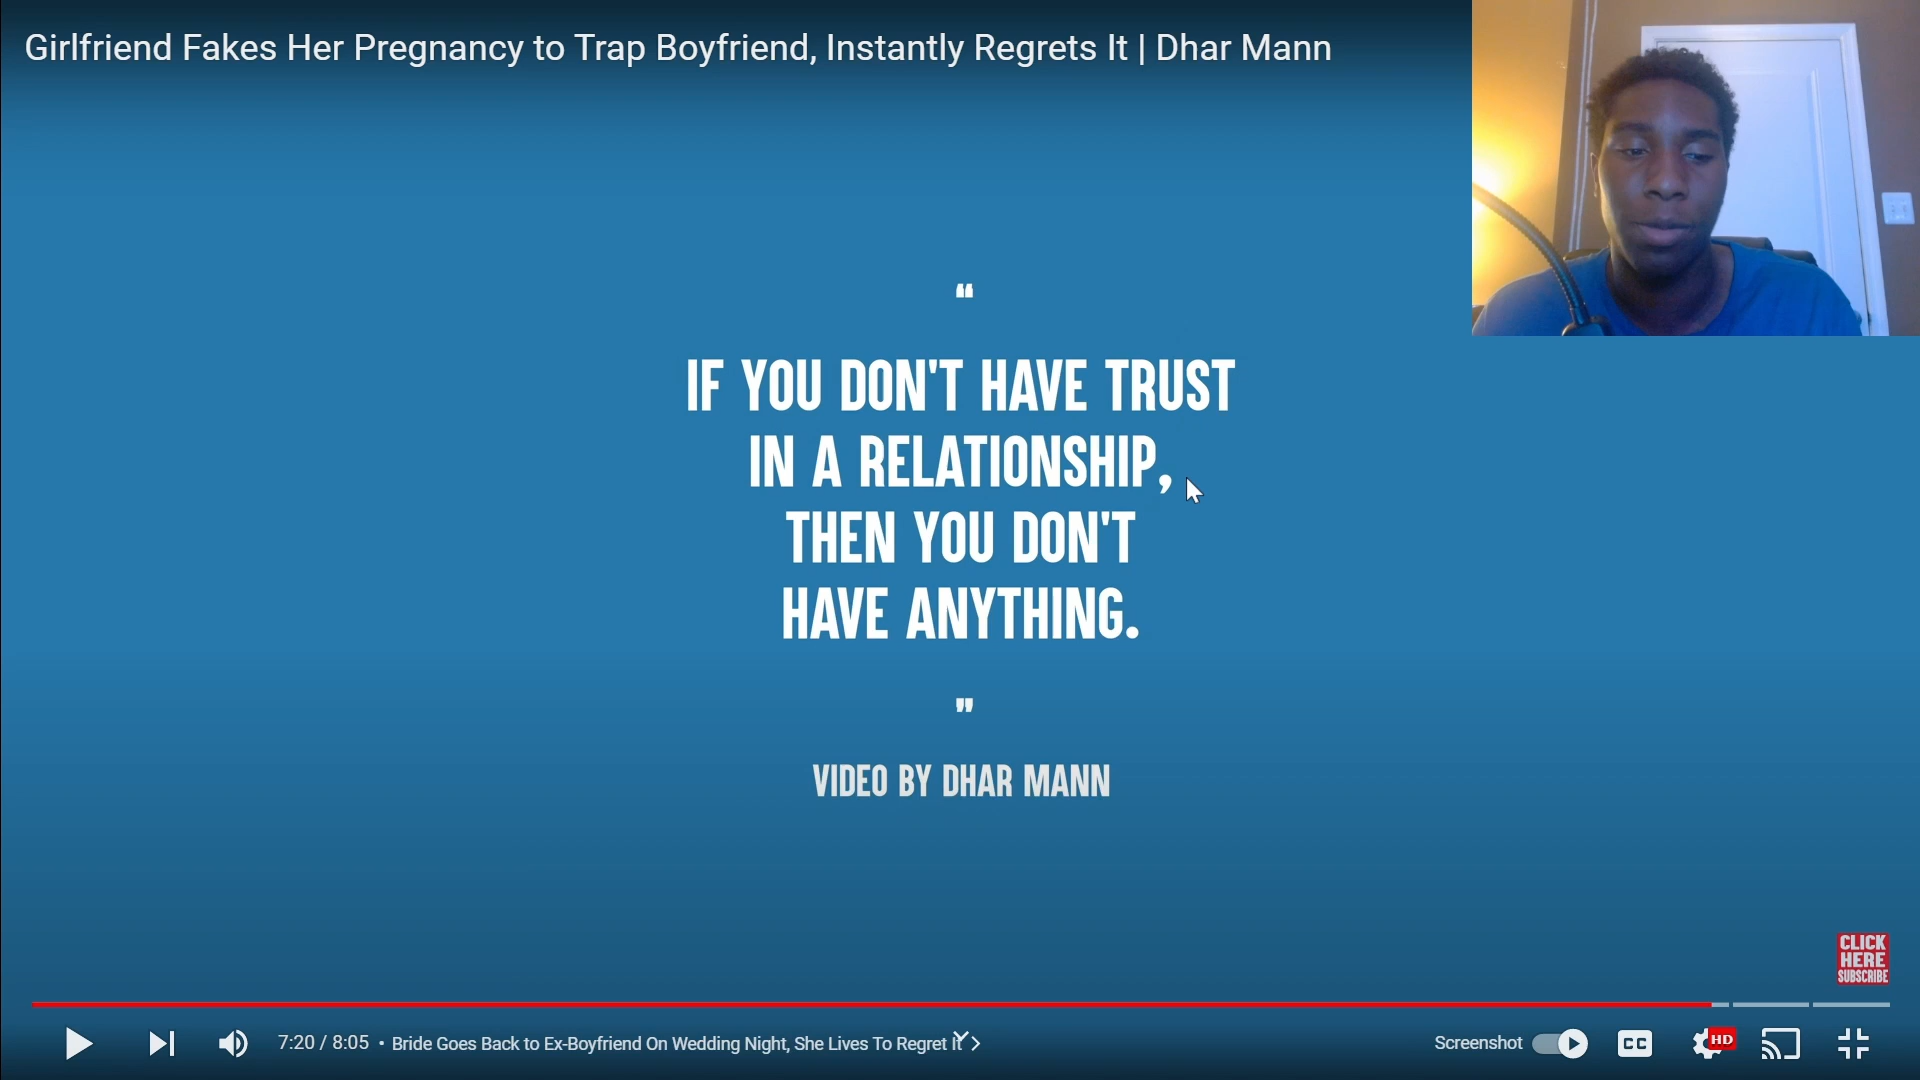 Girlfriend Fakes Her Pregnancy to Trap Boyfriend, Instantly Regrets It | Dhar Mann
“
IF YOU DON'T HAVE TRUST
IN A RELATIONSHIP,
THEN YOU DON'T
HAVE ANYTHING.
”
VIDEO BY DHAR MANN
CLICK
HERE
SUBSCRIBE
7:20 / 8:05 • Bride Goes Back to Ex-Boyfriend On Wedding Night, She Lives To Regret It
Screenshot
CC
HD